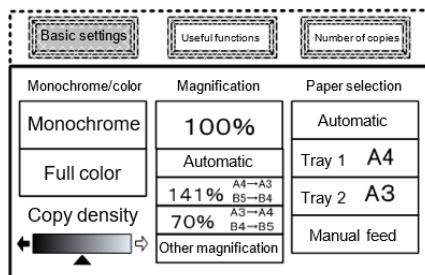 Basic settings
Useful functions
Number of copies
Monochrome/color
Monochrome
Full color
Copy density
Magnification
100%
Automatic
141% A4→A3
B5→B4
70% A3→A4
B4→B5
Other magnification
Paper selection
Automatic
Tray 1 A4
Tray 2 A3
Manual feed